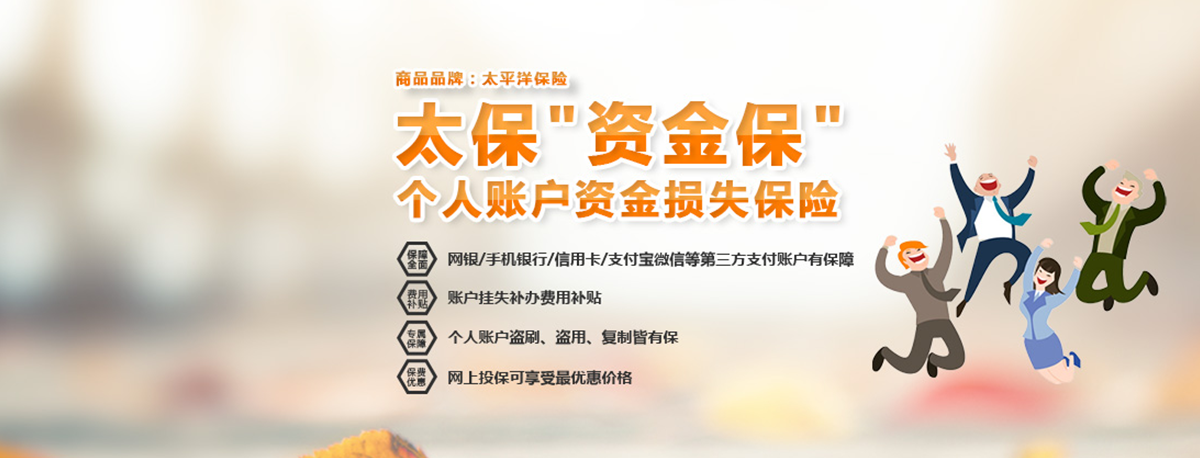 商品品牌：太平洋保险
太保"资金保"
个人账户资金损失保险
保障全面 网银/手机银行/信用卡/支付宝微信等第三方支付账户有保障
费用补贴 账户挂失补办费用补贴
专属保障 个人账户盗刷、盗用、复制皆有保
保费优惠 网上投保可享受最优惠价格